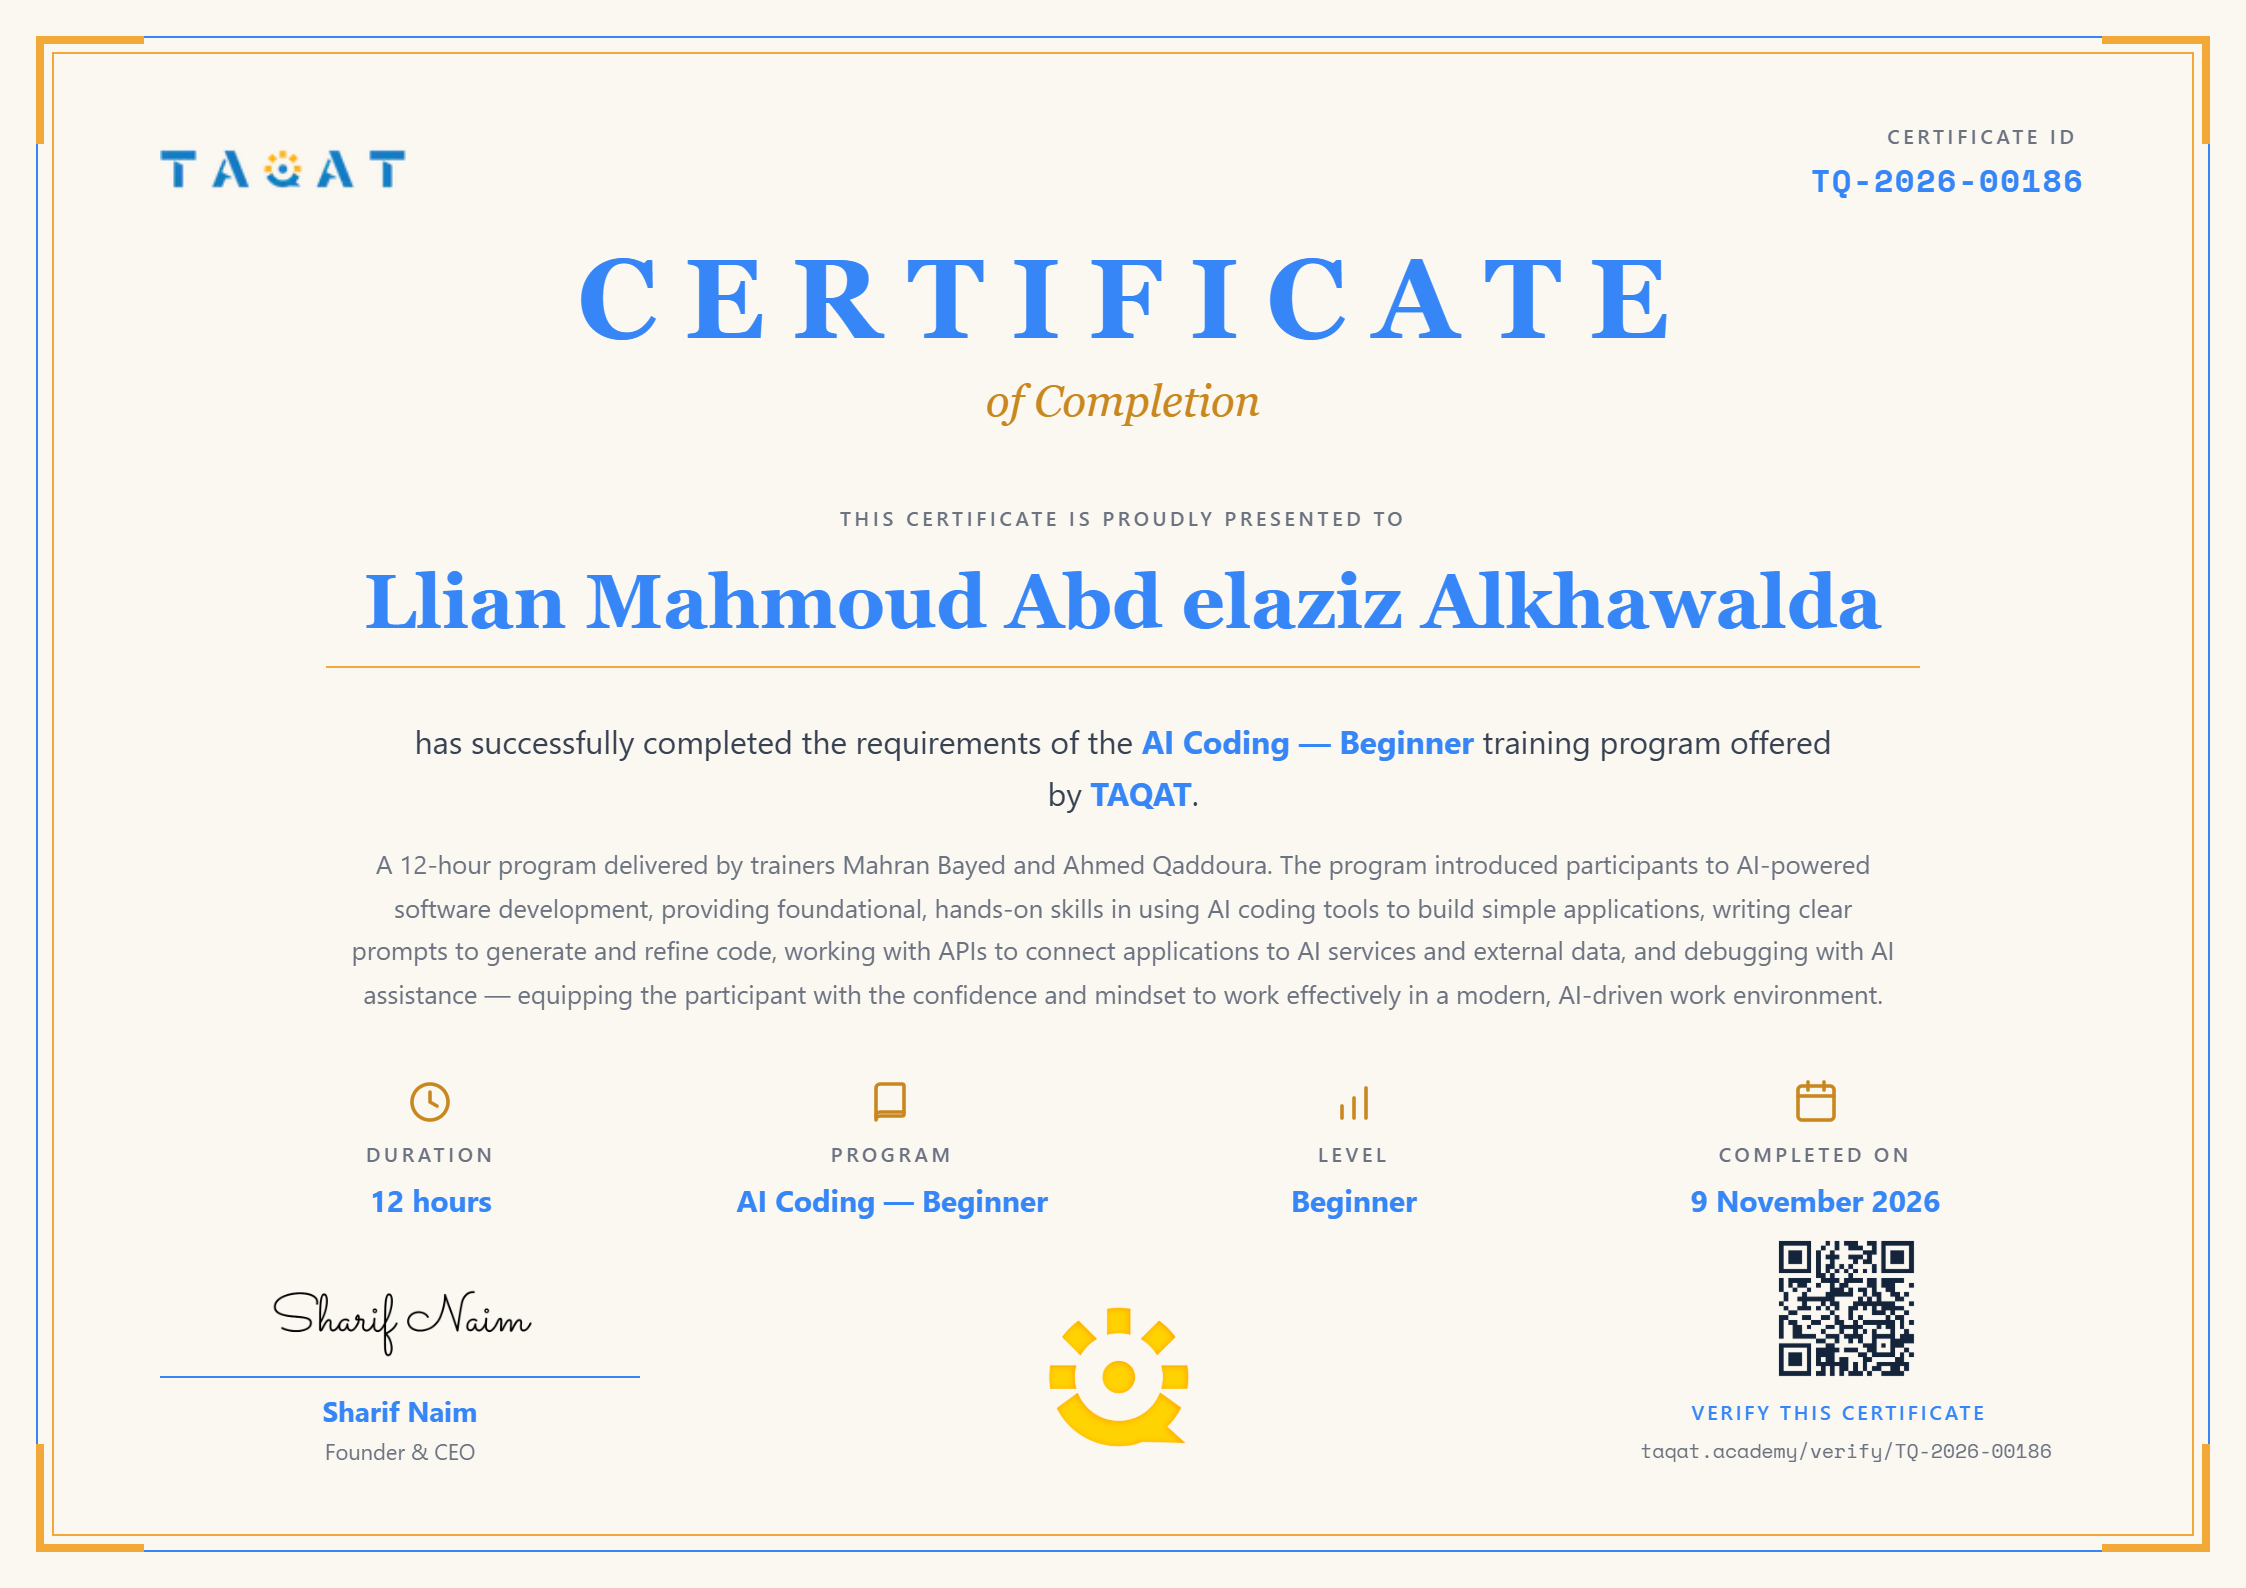 TAQAT
CERTIFICATE ID
TQ-2026-00186
CERTIFICATE
of Completion
THIS CERTIFICATE IS PROUDLY PRESENTED TO
Llian Mahmoud Abd elaziz Alkhawalda
has successfully completed the requirements of the AI Coding — Beginner training program offered
by TAQAT.
A 12-hour program delivered by trainers Mahran Bayed and Ahmed Qaddoura. The program introduced participants to AI-powered
software development, providing foundational, hands-on skills in using AI coding tools to build simple applications, writing clear
prompts to generate and refine code, working with APIs to connect applications to AI services and external data, and debugging with AI
assistance — equipping the participant with the confidence and mindset to work effectively in a modern, AI-driven work environment.
DURATION
12 hours
PROGRAM
AI Coding — Beginner
LEVEL
Beginner
COMPLETED ON
9 November 2026
Sharif Naim
Sharif Naim
Founder & CEO
VERIFY THIS CERTIFICATE
taqat.academy/verify/TQ-2026-00186